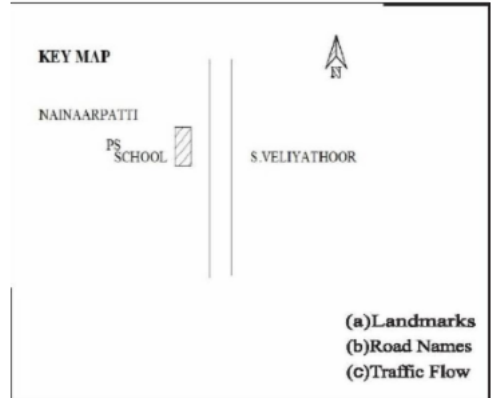 KEY MAP
N
NAINAARPATTI
PS
SCHOOL
S.VELIYATHOOR
(a)Landmarks
(b)Road Names
(c)Traffic Flow